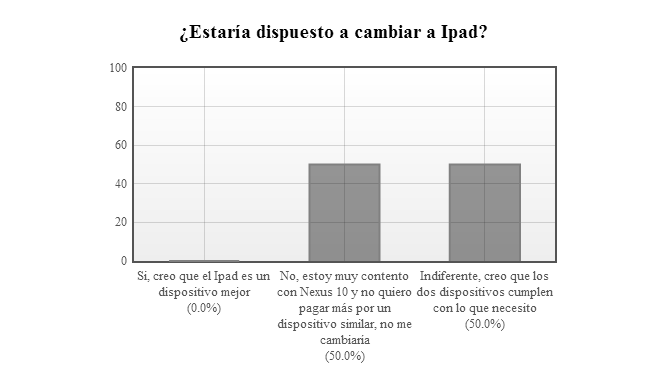 ¿Estaría dispuesto a cambiar a Ipad?
100
80
60
40
20
0
Si, creo que el Ipad es un
dispositivo mejor
(0.0%)
No, estoy muy contento
con Nexus 10 y no quiero
pagar más por un
dispositivo similar, no me
cambiaria
(50.0%)
Indiferente, creo que los
dos dispositivos cumplen
con lo que necesito
(50.0%)